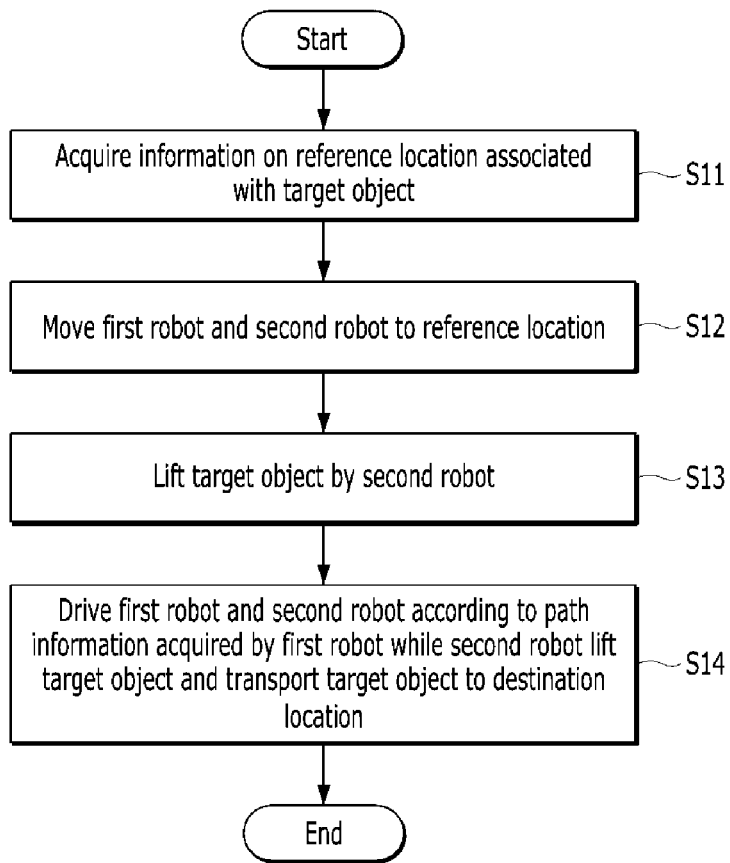 Start
Acquire information on reference location associated
with target object
S11
Move first robot and second robot to reference location
S12
Lift target object by second robot
S13
Drive first robot and second robot according to path
information acquired by first robot while second robot lift
target object and transport target object to destination
location
S14
End